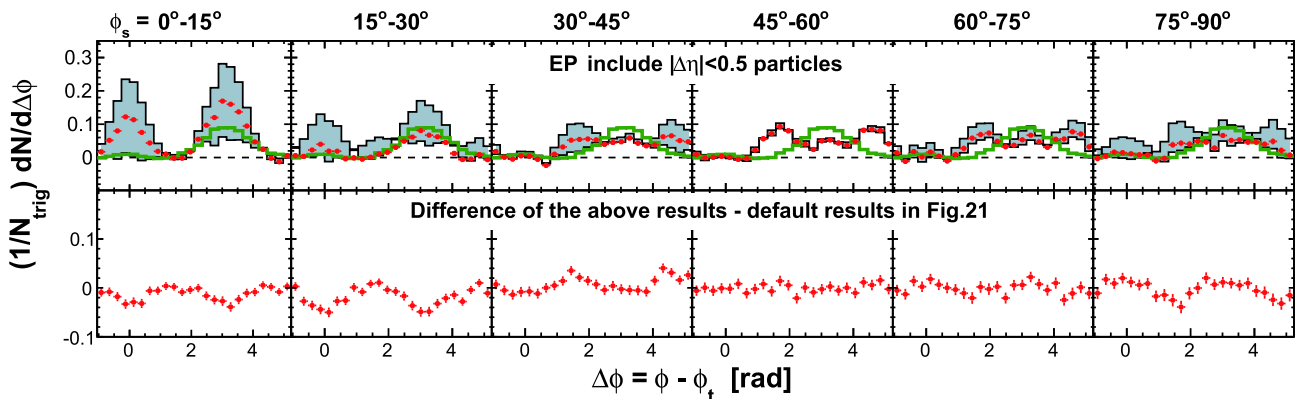 ϕs = 0°-15° 15°-30° 30°-45° 45°-60° 60°-75° 75°-90°
EP include |Δη|<0.5 particles
0.3
0.2
0.1
0
Difference of the above results - default results in Fig.21
0.1
0
-0.1
0 2 4 0 2 4 0 2 4 0 2 4 0 2 4 0 2 4
(1/Ntrig) dN/dΔϕ
Δϕ = ϕ - ϕt [rad]